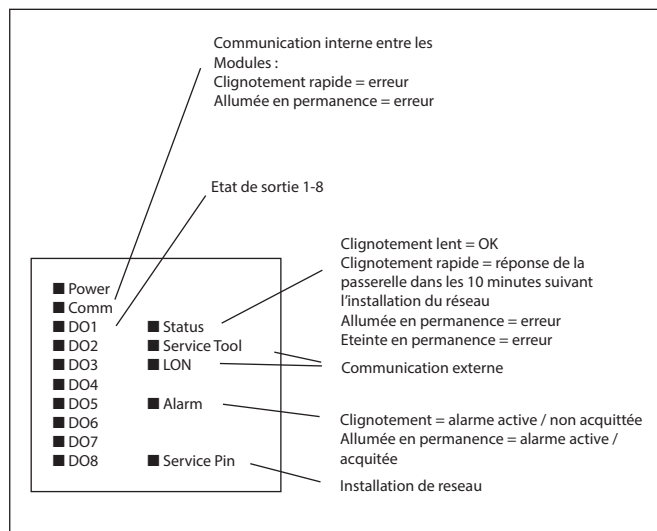 Communication interne entre les
Modules :
Clignotement rapide = erreur
Allumée en permanence = erreur
Etat de sortie 1-8
Clignotement lent = OK
Clignotement rapide = réponse de la
passerelle dans les 10 minutes suivant
l'installation du réseau
Allumée en permanence = erreur
Eteinte en permanence = erreur
Communication externe
Clignotement = alarme active / non acquittée
Allumée en permanence = alarme active /
acquitée
Installation de reseau
Power
Comm
DO1
DO2
DO3
DO4
DO5
DO6
DO7
DO8
Status
Service Tool
LON
Alarm
Service Pin